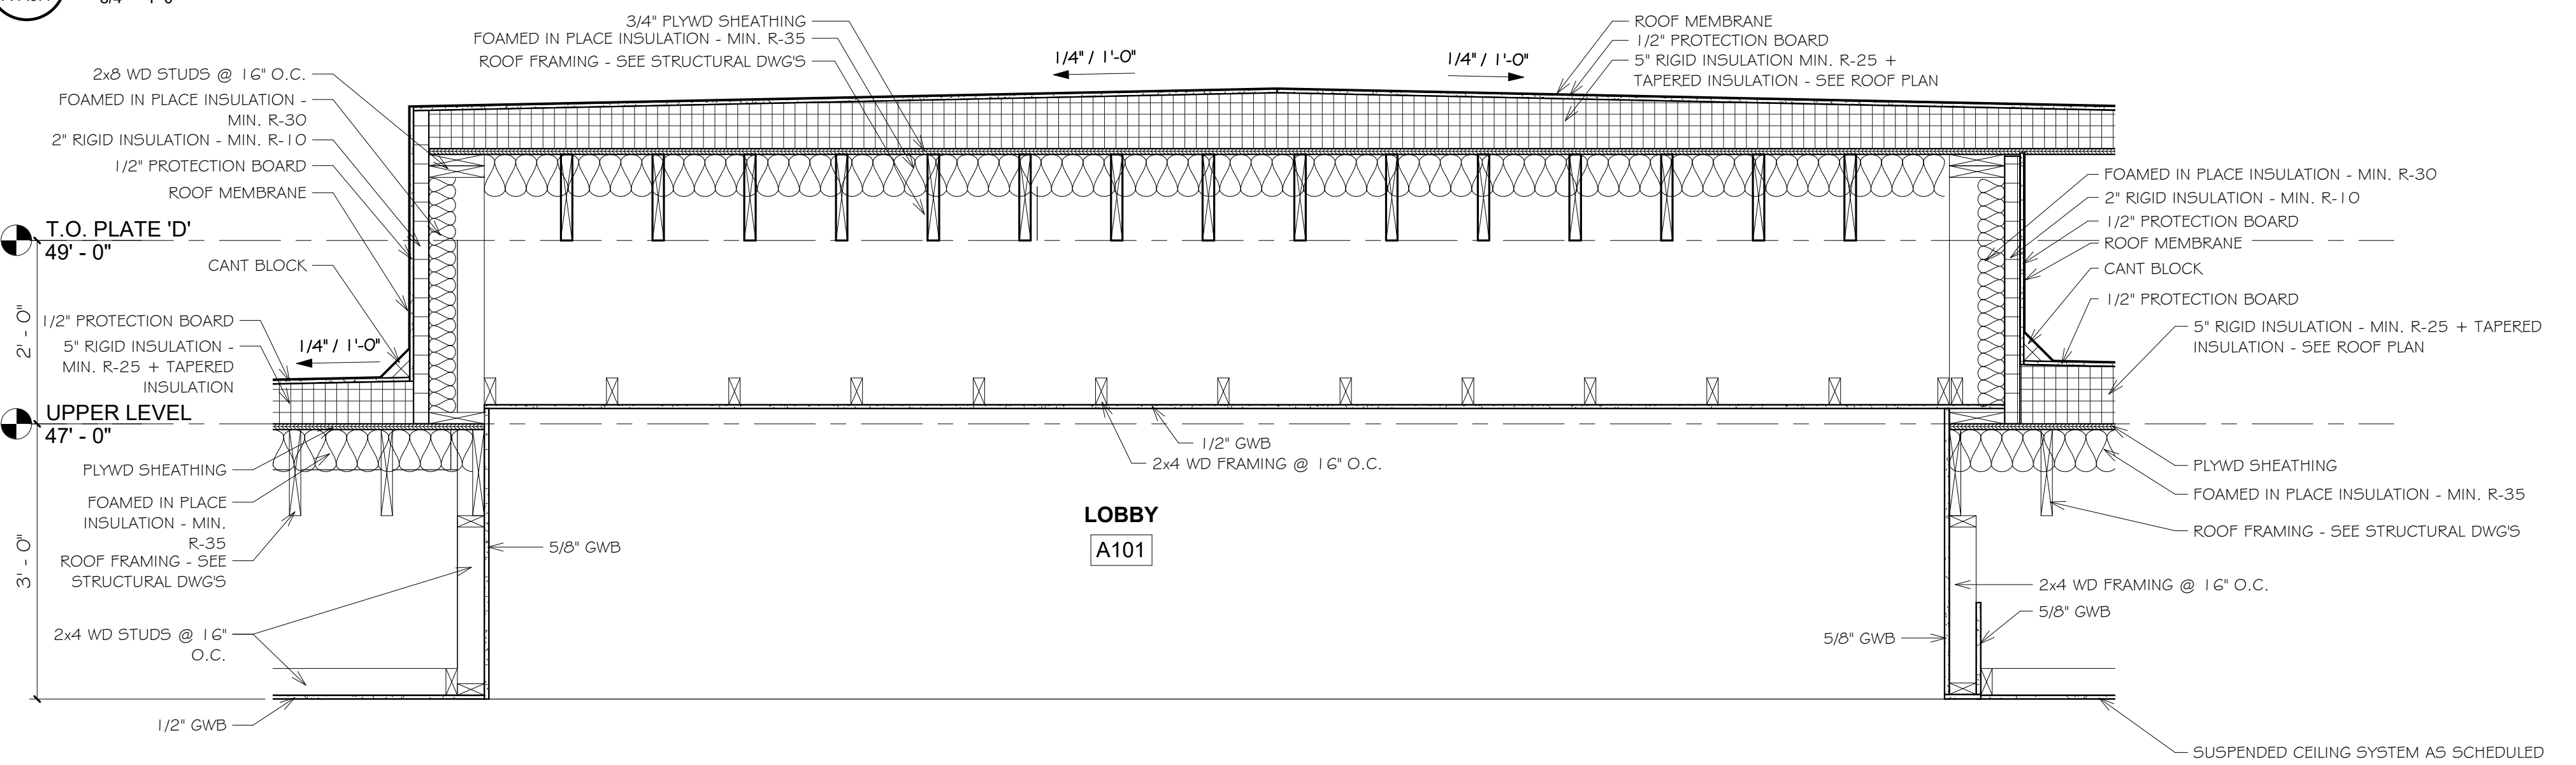 3/4" PLYWD SHEATHING
FOAMED IN PLACE INSULATION - MIN. R-35
ROOF FRAMING - SEE STRUCTURAL DWG'S
1/4" / 1'-0"
1/4" / 1'-0"
ROOF MEMBRANE
1/2" PROTECTION BOARD
5" RIGID INSULATION MIN. R-25 +
TAPERED INSULATION - SEE ROOF PLAN
2x8 WD STUDS @ 16" O.C.
FOAMED IN PLACE INSULATION -
MIN. R-30
2" RIGID INSULATION - MIN. R-10
1/2" PROTECTION BOARD
ROOF MEMBRANE
T.O. PLATE 'D'
49' - 0"
CANT BLOCK
2' - 0"
1/2" PROTECTION BOARD
5" RIGID INSULATION -
MIN. R-25 + TAPERED
INSULATION
1/4" / 1'-0"
UPPER LEVEL
47' - 0"
PLYWD SHEATHING
FOAMED IN PLACE
INSULATION - MIN.
R-35
ROOF FRAMING - SEE
STRUCTURAL DWG'S
3' - 0"
2x4 WD STUDS @ 16"
O.C.
1/2" GWB
5/8" GWB
1/2" GWB
2x4 WD FRAMING @ 16" O.C.
LOBBY
A101
FOAMED IN PLACE INSULATION - MIN. R-30
2" RIGID INSULATION - MIN. R-10
1/2" PROTECTION BOARD
ROOF MEMBRANE
CANT BLOCK
1/2" PROTECTION BOARD
5" RIGID INSULATION - MIN. R-25 + TAPERED
INSULATION - SEE ROOF PLAN
PLYWD SHEATHING
FOAMED IN PLACE INSULATION - MIN. R-35
ROOF FRAMING - SEE STRUCTURAL DWG'S
2x4 WD FRAMING @ 16" O.C.
5/8" GWB
5/8" GWB
SUSPENDED CEILING SYSTEM AS SCHEDULED